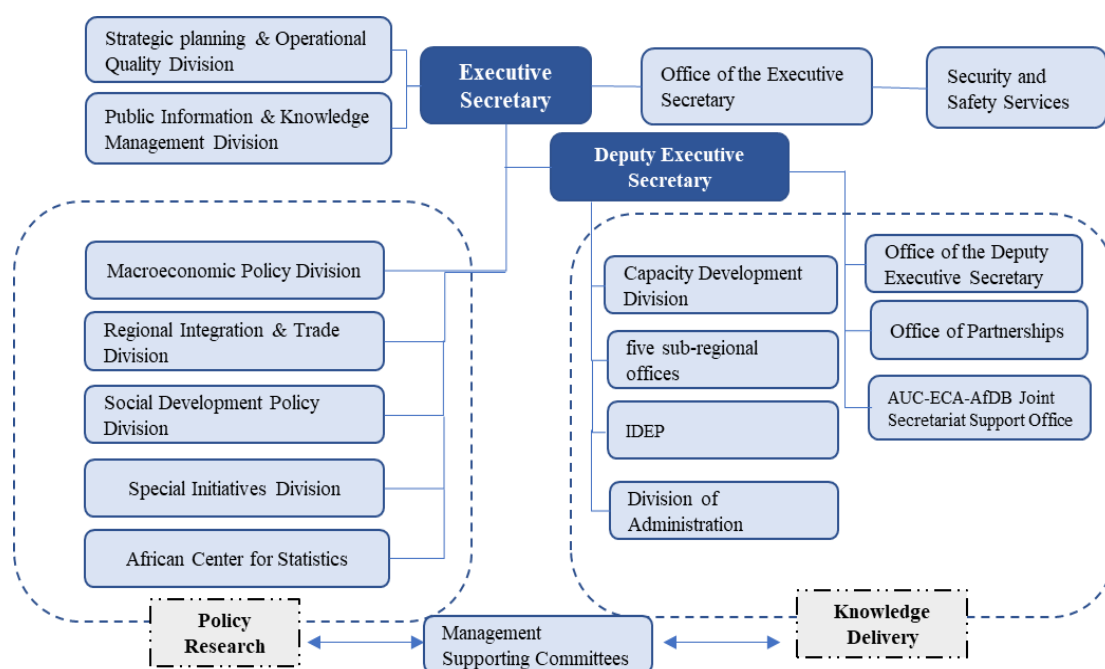 Strategic planning & Operational
Quality Division
Public Information & Knowledge
Management Division
Executive
Secretary
Office of the Executive
Secretary
Security and
Safety Services
Deputy Executive
Secretary
Macroeconomic Policy Division
Regional Integration & Trade
Division
Social Development Policy
Division
Special Initiatives Division
African Center for Statistics
Capacity Development
Division
five sub-regional
offices
IDEP
Division of
Administration
Office of the Deputy
Executive Secretary
Office of Partnerships
AUC-ECA-AfDB Joint
Secretariat Support Office
Policy
Research
Management
Supporting Committees
Knowledge
Delivery